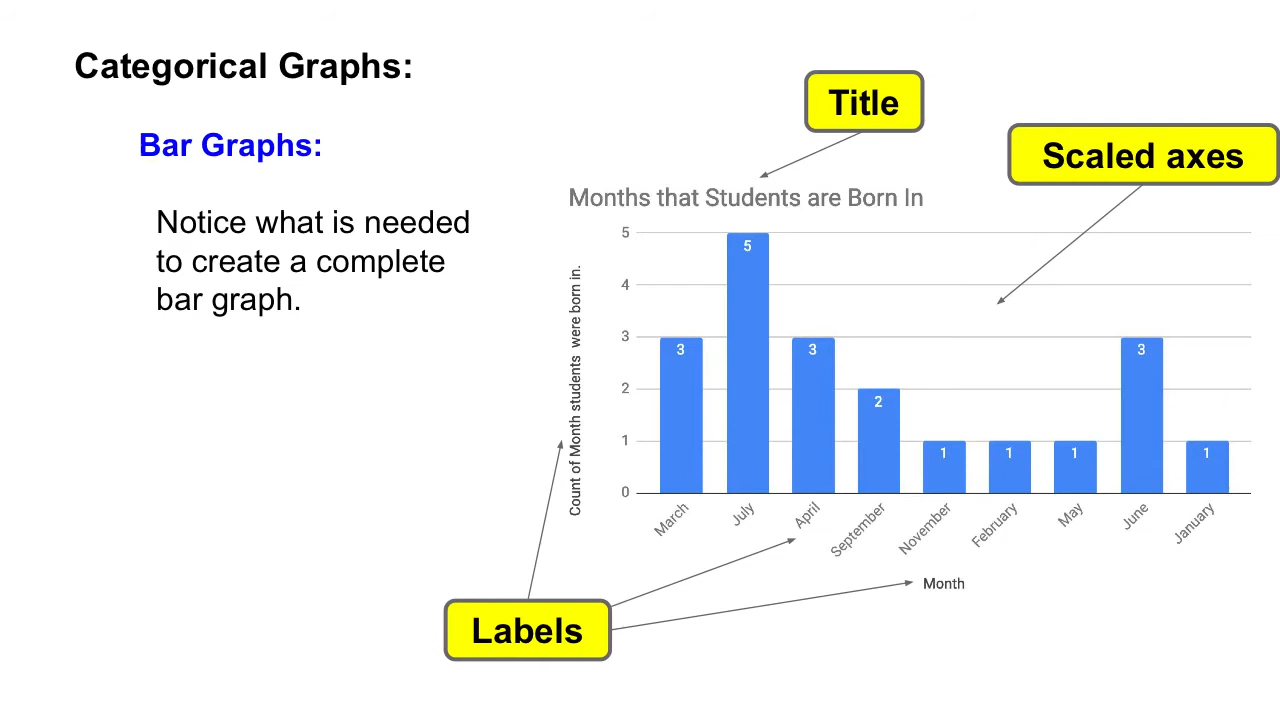 Categorical Graphs:
Bar Graphs:
Notice what is needed
to create a complete
bar graph.
Title
Scaled axes
Months that Students are Born In
Count of Month students were born in.
5
4
3
2
1
0
3
5
3
2
1
1
1
3
1
March
July
April
September
November
February
May
June
January
Month
Labels